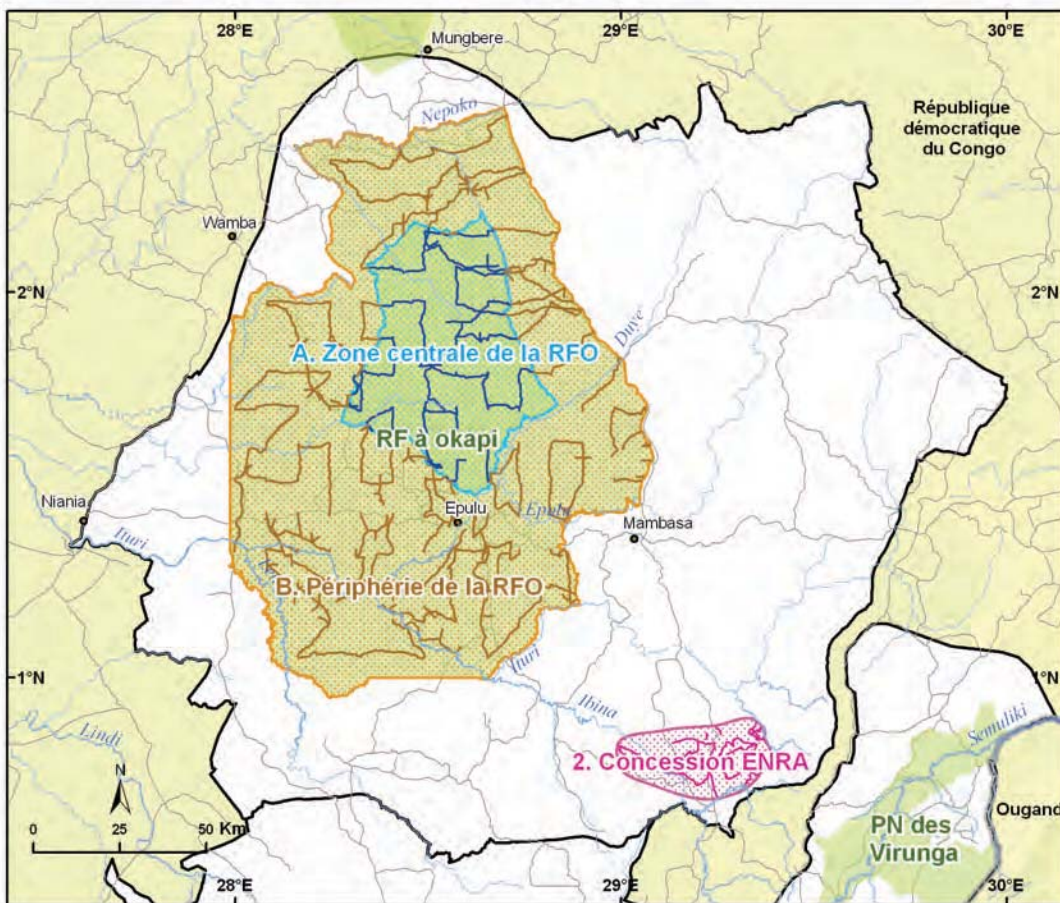 28°E
29°E
30°E
Mungbere
Nepoko
République
démocratique
du Congo
Wamba
2°N
2°N
Duye
A. Zone centrale de la RFO
RF à okapi
Niania
Epulu
Epulu
Mambasa
Ituri
B. Périphérie de la RFO
Ituri
1°N
1°N
Ibina
Semuliki
Lindi
2. Concession ENRA
N
0
25
50 Km
Ougand
PN des
Virunga
28°E
29°E
30°E